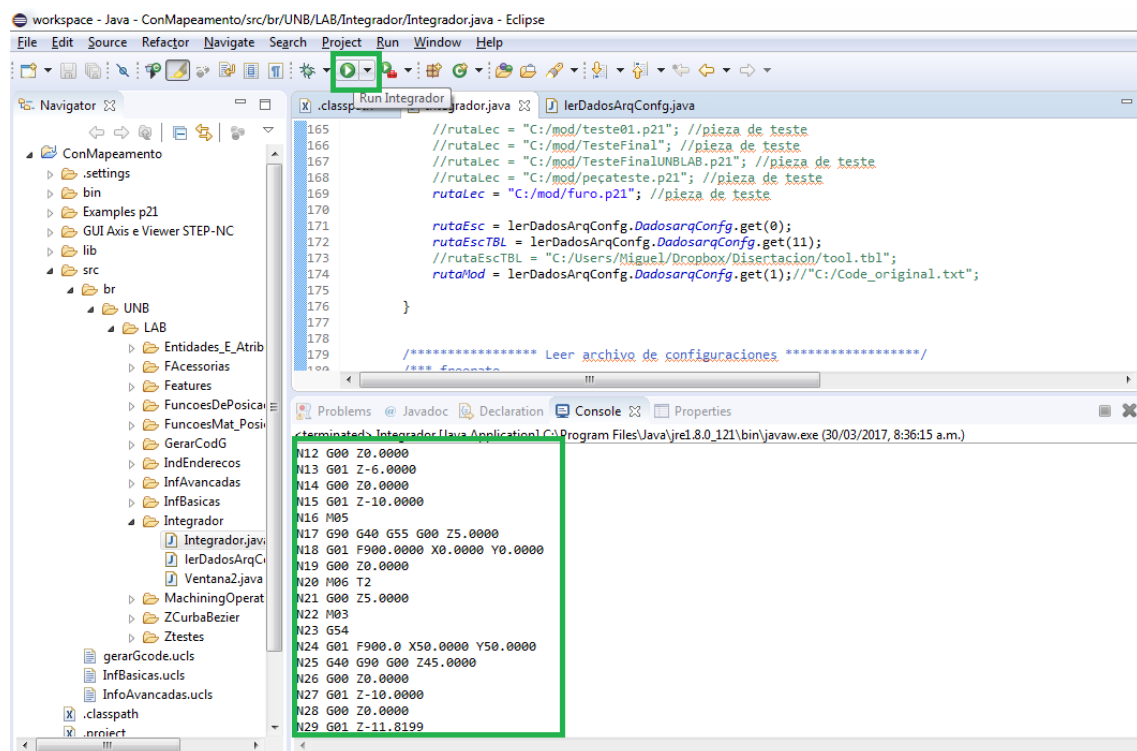 workspace - Java - ConMapeamento/src/br/UNB/LAB/Integrador/Integrador.java - Eclipse
File Edit Source Refactor Navigate Search Project Run Window Help
Navigator
.classpath
Integrador.java
lerDadosArqConfg.java
Run Integrador
ConMapeamento
.settings
bin
Examples p21
GUI Axis e Viewer STEP-NC
lib
src
br
UNB
LAB
Entidades_E_Atrib
FAcessorias
Features
FuncoesDePosica
FuncoesMat_Posi
GerarCodG
IndEnderecos
InfAvancadas
InfBasicas
Integrador
Integrador.java
lerDadosArqC
Ventana2.java
MachiningOperat
ZCurbaBezier
Ztestes
gerarGcode.ucls
InfBasicas.ucls
InfoAvancadas.ucls
.classpath
.project
165 //rutaLec = "C:/mod/teste01.p21"; //pieza de teste
166 //rutaLec = "C:/mod/TesteFinal"; //pieza de teste
167 //rutaLec = "C:/mod/TesteFinalUNBLAB.p21"; //pieza de teste
168 //rutaLec = "C:/mod/peçateste.p21"; //pieza de teste
169 rutaLec = "C:/mod/furo.p21"; //pieza de teste
170
171 rutaEsc = lerDadosArqConfg.DadosarqConfg.get(0);
172 rutaEscTBL = lerDadosArqConfg.DadosarqConfg.get(11);
173 //rutaEscTBL = "C:/Users/Miguel/Dropbox/Disertacion/tool.tbl";
174 rutaMod = lerDadosArqConfg.DadosarqConfg.get(1);//"C:/Code_original.txt";
175
176 }
177
178
179 /***************** Leer archivo de configuraciones ******************/
180
Problems @ Javadoc Declaration Console Properties
<terminated> Integrador [Java Application] C:\Program Files\Java\jre1.8.0_121\bin\javaw.exe (30/03/2017, 8:36:15 a.m.)
N12 G00 Z0.0000
N13 G01 Z-6.0000
N14 G00 Z0.0000
N15 G01 Z-10.0000
N16 M05
N17 G90 G40 G55 G00 Z5.0000
N18 G01 F900.0000 X0.0000 Y0.0000
N19 G00 Z0.0000
N20 M06 T2
N21 G00 Z5.0000
N22 M03
N23 G54
N24 G01 F900.0 X50.0000 Y50.0000
N25 G40 G90 G00 Z45.0000
N26 G00 Z0.0000
N27 G01 Z-10.0000
N28 G00 Z0.0000
N29 G01 Z-11.8199